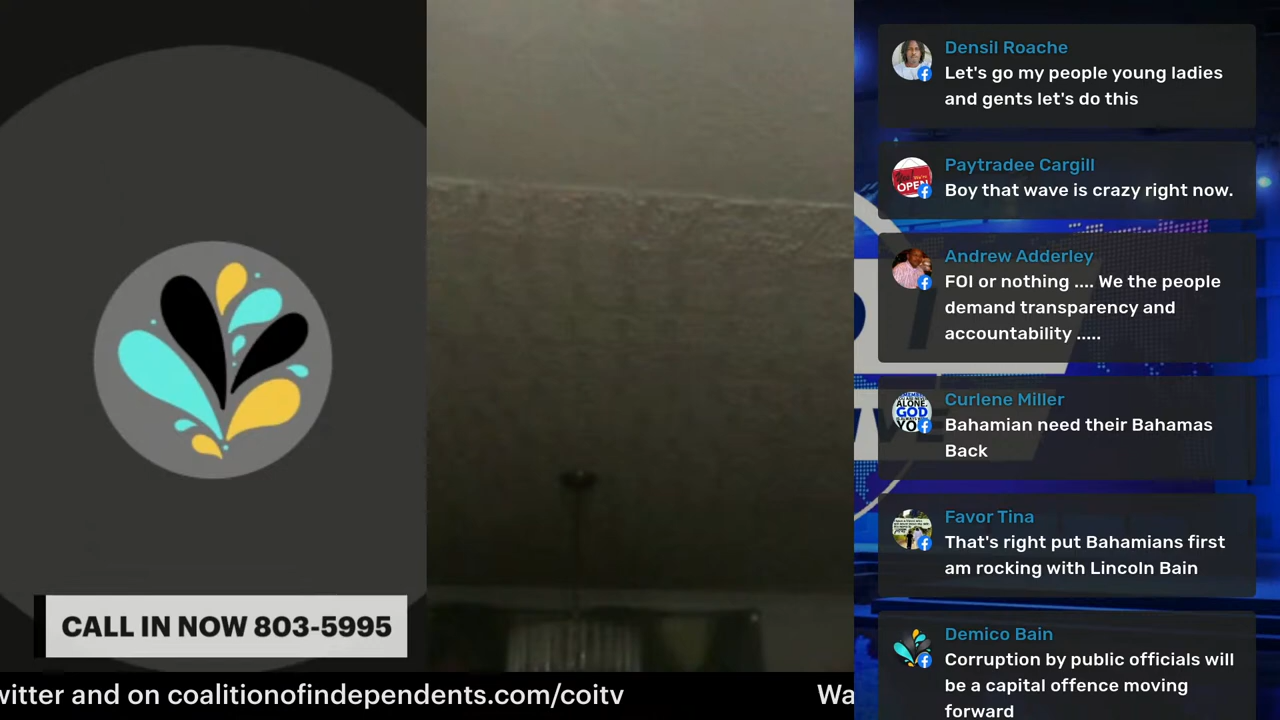 CALL IN NOW 803-5995
witter and on coalitionofindependents.com/coitv
Wa
Densil Roache
Let's go my people young ladies
and gents let's do this
Paytradee Cargill
Boy that wave is crazy right now.
Andrew Adderley
FOI or nothing .... We the people
demand transparency and
accountability .....
Curlene Miller
Bahamian need their Bahamas
Back
Favor Tina
That's right put Bahamians first
am rocking with Lincoln Bain
Demico Bain
Corruption by public officials will
be a capital offence moving
forward
OPEN
ALONE,
GOD